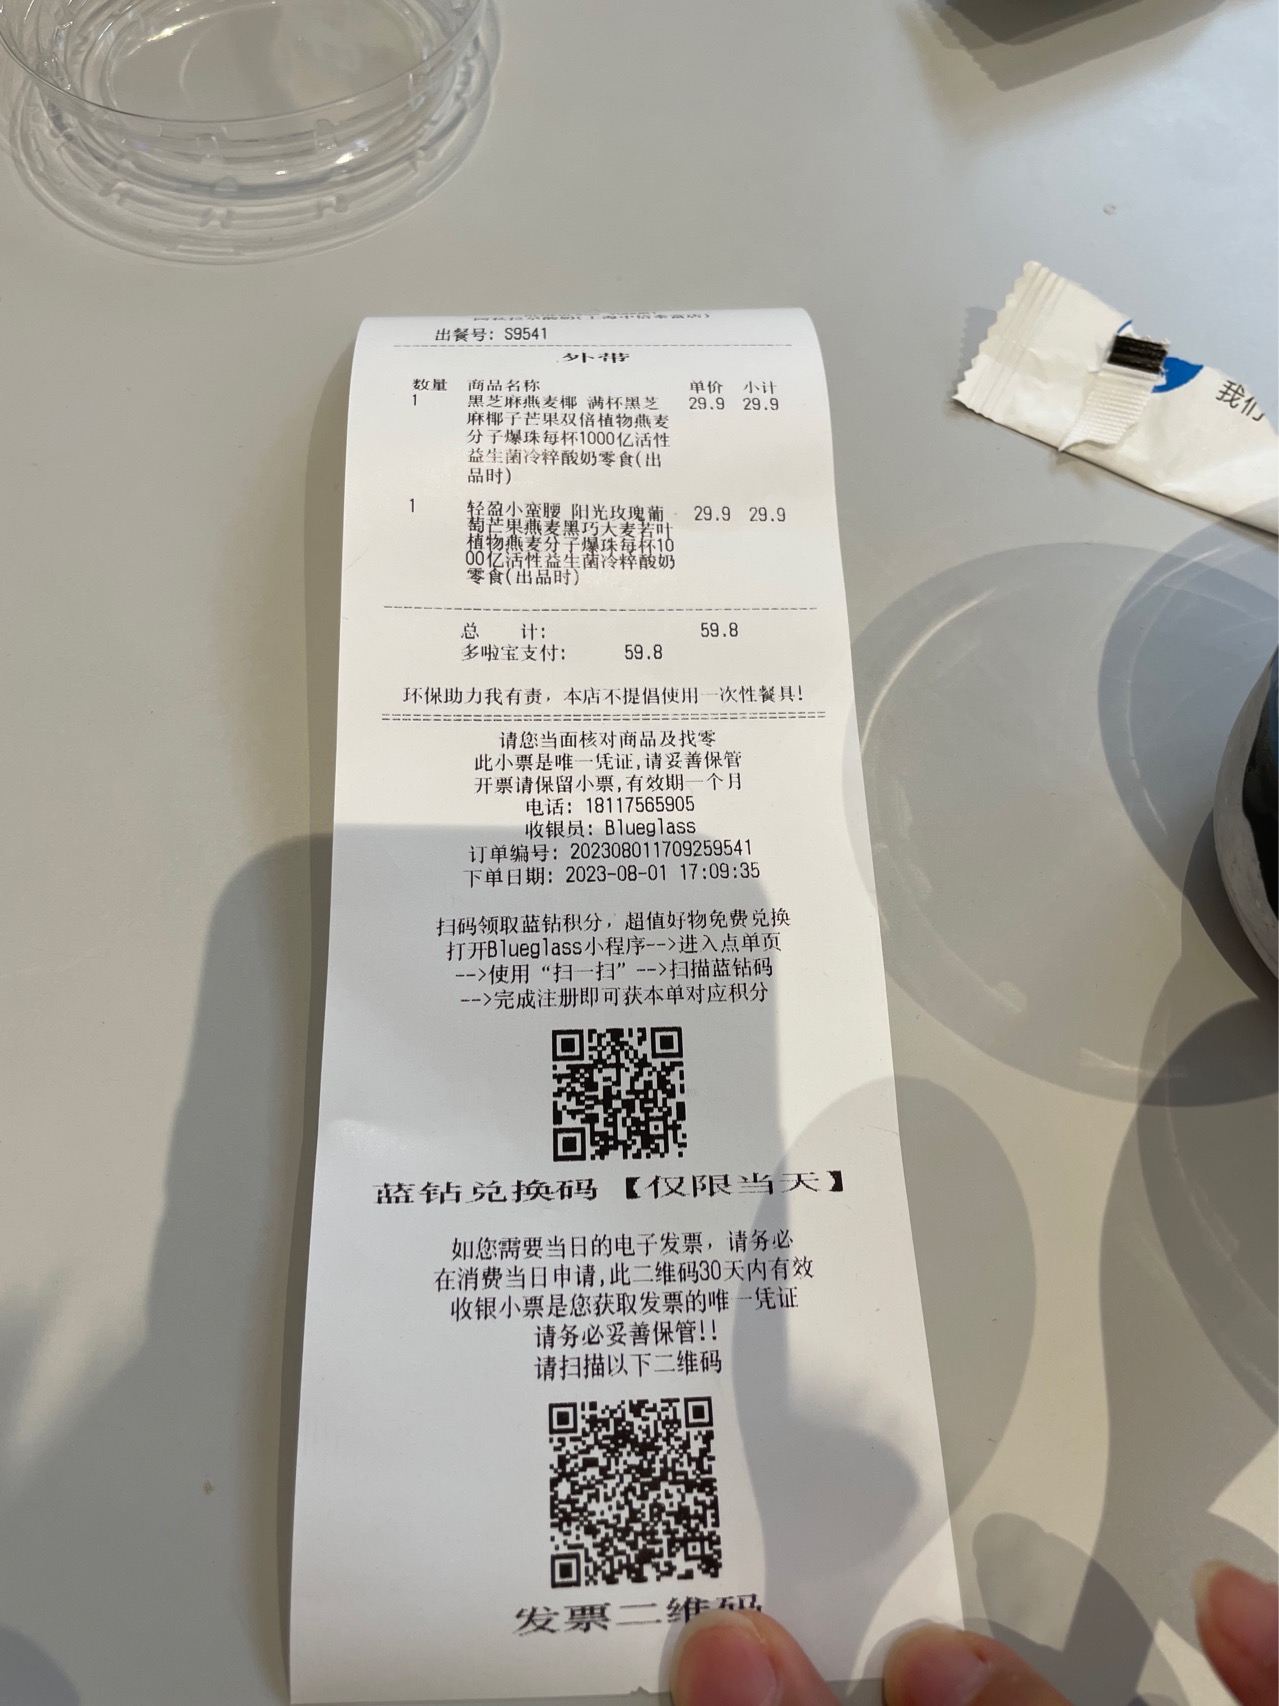 出餐号: S9541
外带
数量 商品名称 单价 小计
1 黑芝麻燕麦椰 满杯黑芝 29.9 29.9
麻椰子芒果双倍植物燕麦
分子爆珠每杯1000亿活性
益生菌冷粹酸奶零食(出
品时)
1 轻盈小蛮腰 阳光玫瑰葡 29.9 29.9
萄芒果燕麦黑巧大麦若叶
植物燕麦分子爆珠每杯10
00亿活性益生菌冷粹酸奶
零食(出品时)
总 计: 59.8
多啦宝支付: 59.8
环保助力我有责，本店不提倡使用一次性餐具!
请您当面核对商品及找零
此小票是唯一凭证,请妥善保管
开票请保留小票,有效期一个月
电话: 18117565905
收银员: Blueglass
订单编号: 202308011709259541
下单日期: 2023-08-01 17:09:35
扫码领取蓝钻积分，超值好物免费兑换
打开Blueglass小程序-->进入点单页
-->使用“扫一扫”-->扫描蓝钻码
-->完成注册即可获本单对应积分
蓝钻兑换码【仅限当天】
如您需要当日的电子发票，请务必
在消费当日申请,此二维码30天内有效
收银小票是您获取发票的唯一凭证
请务必妥善保管!!
请扫描以下二维码
发票二维码
我们